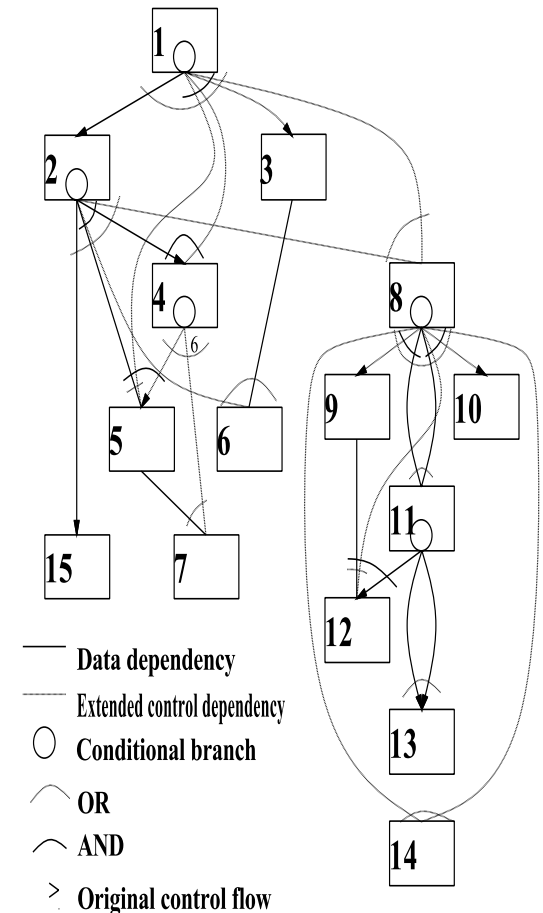 1
2
3
4
8
6
9
10
5
6
11
15
7
12
13
14
Data dependency
Extended control dependency
Conditional branch
OR
AND
Original control flow